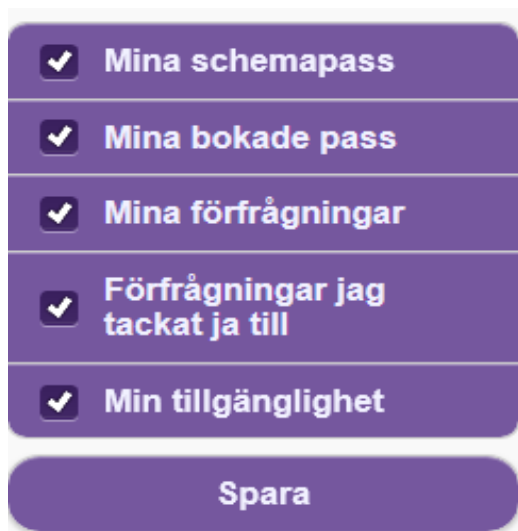 Mina schemapass
Mina bokade pass
Mina förfrågningar
Förfrågningar jag
tackat ja till
Min tillgänglighet
Spara